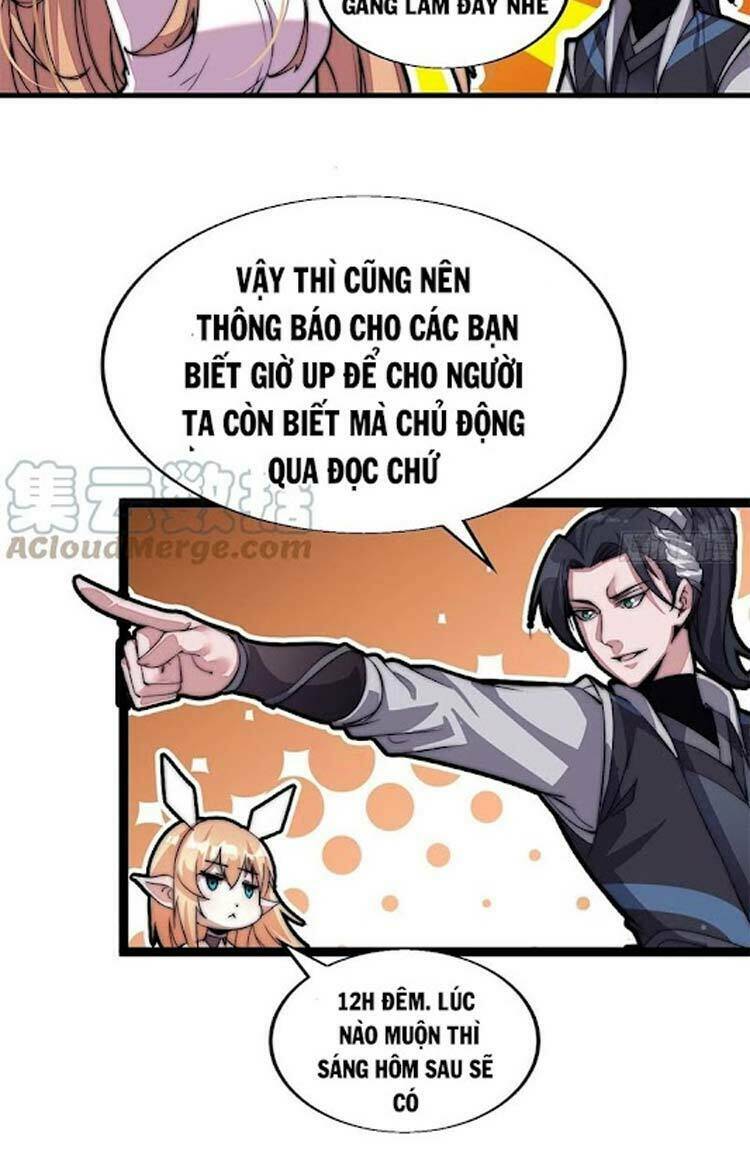 GẮNG LÀM ĐẤY NHÉ
VẬY THÌ CŨNG NÊN
THÔNG BÁO CHO CÁC BẠN
BIẾT GIỜ UP ĐỂ CHO NGƯỜI
TA CÒN BIẾT MÀ CHỦ ĐỘNG
QUA ĐỌC CHỨ
集云数据
ACloudMerge.com
12H ĐÊM. LÚC
NÀO MUỘN THÌ
SÁNG HÔM SAU SẼ
CÓ